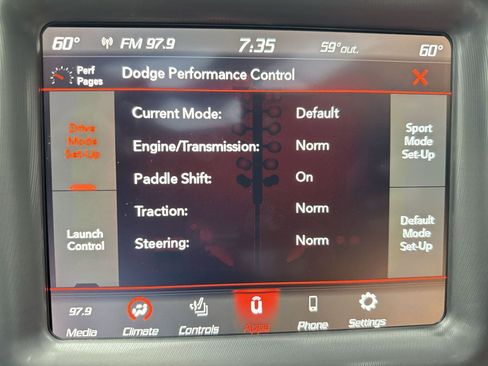 60° FM 97.9 7:35 59°out. 60°
Perf
Pages
Dodge Performance Control
Drive
Mode
Set-Up
Launch
Control
Current Mode: Default
Engine/Transmission: Norm
Paddle Shift: On
Traction: Norm
Steering: Norm
Sport
Mode
Set-Up
Default
Mode
Set-Up
97.9
Media Climate Controls Apps Phone Settings